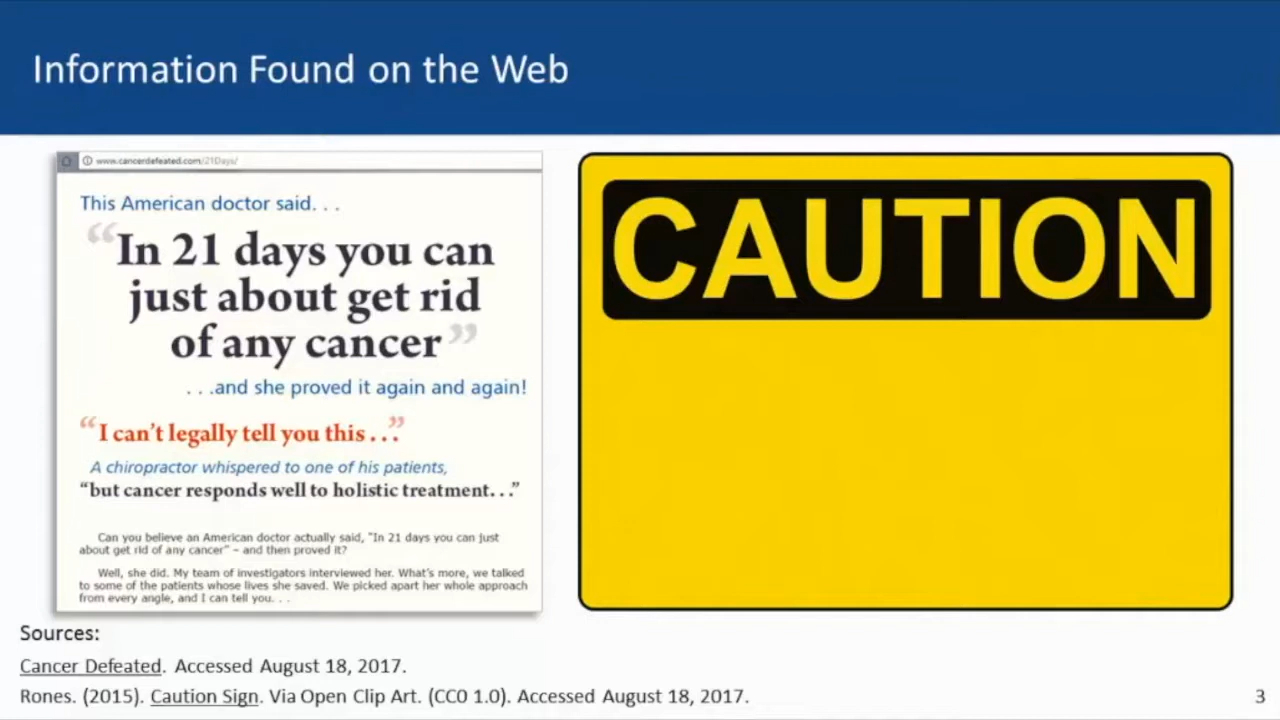 Information Found on the Web
www.cancerdefeated.com/21Days/
This American doctor said. . .
“In 21 days you can
just about get rid
of any cancer”
. . .and she proved it again and again!
“I can’t legally tell you this . . .”
A chiropractor whispered to one of his patients,
“but cancer responds well to holistic treatment. . .”
Can you believe an American doctor actually said, "In 21 days you can just
about get rid of any cancer" – and then proved it?
Well, she did. My team of investigators interviewed her. What's more, we talked
to some of the patients whose lives she saved. We picked apart her whole approach
from every angle, and I can tell you. . .
CAUTION
Sources:
Cancer Defeated. Accessed August 18, 2017.
Rones. (2015). Caution Sign. Via Open Clip Art. (CC0 1.0). Accessed August 18, 2017.
3